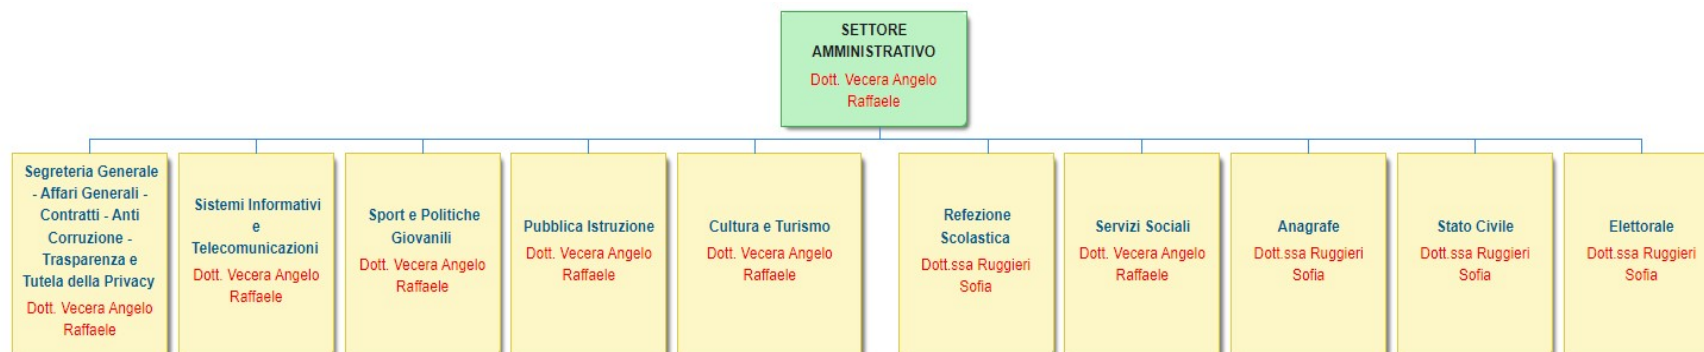 SETTORE
AMMINISTRATIVO
Dott. Vecera Angelo
Raffaele
Segreteria Generale
- Affari Generali -
Contratti - Anti
Corruzione -
Trasparenza e
Tutela della Privacy
Dott. Vecera Angelo
Raffaele
Sistemi Informativi
e
Telecomunicazioni
Dott. Vecera Angelo
Raffaele
Sport e Politiche
Giovanili
Dott. Vecera Angelo
Raffaele
Pubblica Istruzione
Dott. Vecera Angelo
Raffaele
Cultura e Turismo
Dott. Vecera Angelo
Raffaele
Refezione
Scolastica
Dott.ssa Ruggieri
Sofia
Servizi Sociali
Dott. Vecera Angelo
Raffaele
Anagrafe
Dott.ssa Ruggieri
Sofia
Stato Civile
Dott.ssa Ruggieri
Sofia
Elettorale
Dott.ssa Ruggieri
Sofia